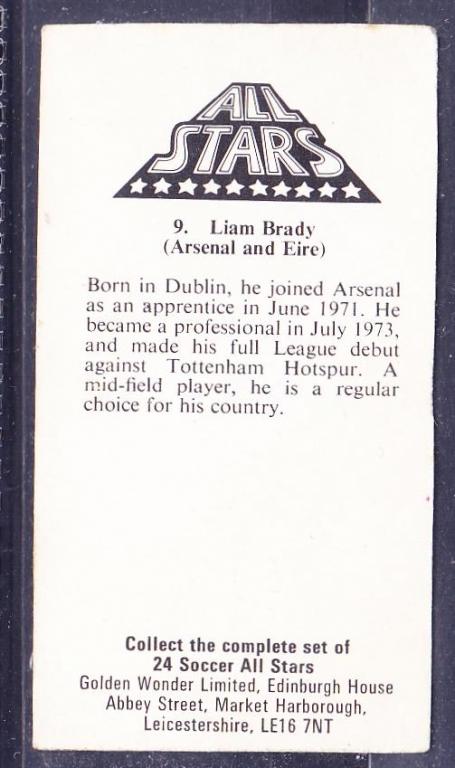 ALL
STARS
9. Liam Brady
(Arsenal and Eire)
Born in Dublin, he joined Arsenal
as an apprentice in June 1971. He
became a professional in July 1973,
and made his full League debut
against Tottenham Hotspur. A
mid-field player, he is a regular
choice for his country.
Collect the complete set of
24 Soccer All Stars
Golden Wonder Limited, Edinburgh House
Abbey Street, Market Harborough,
Leicestershire, LE16 7NT